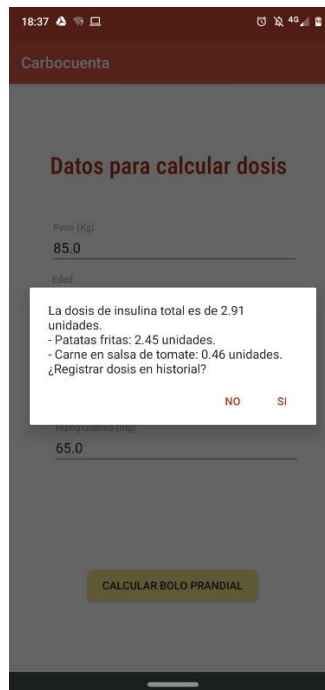 18:37 4G
Carbocuenta
Datos para calcular dosis
Peso (Kg)
85.0
Edad
La dosis de insulina total es de 2.91
unidades.
- Patatas fritas: 2.45 unidades.
- Carne en salsa de tomate: 0.46 unidades.
¿Registrar dosis en historial?
NO SI
Hipoglucemia (mg)
65.0
CALCULAR BOLO PRANDIAL